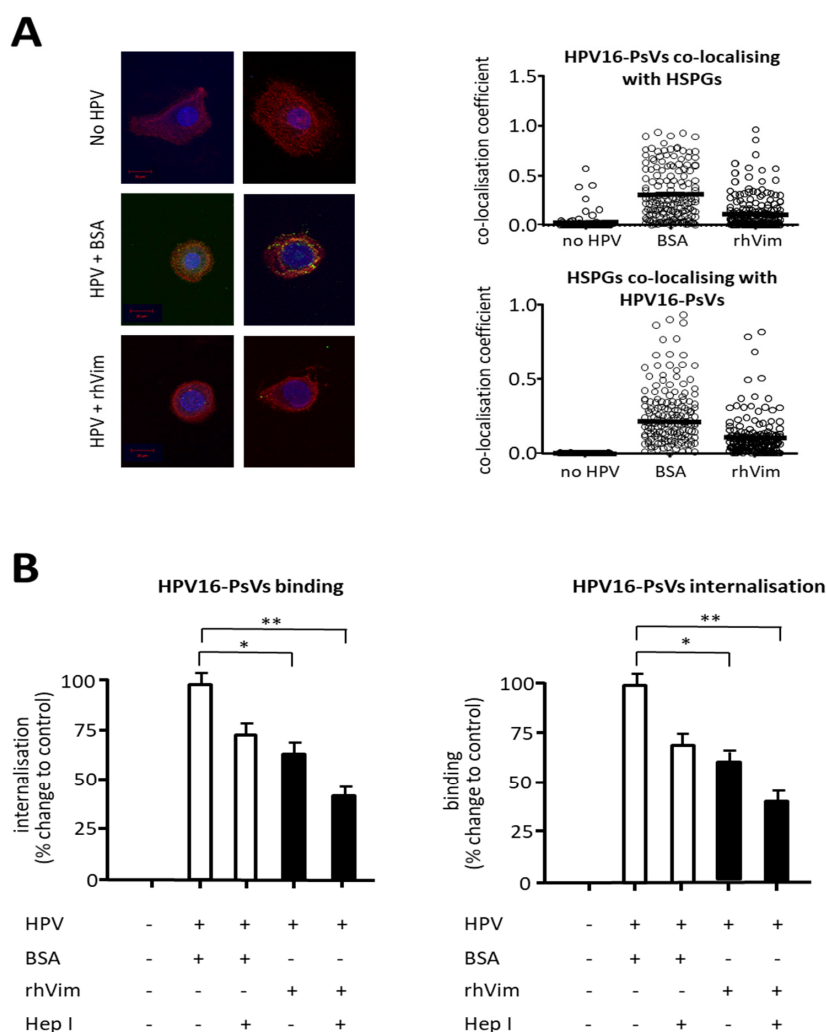 A
No HPV
HPV + BSA
HPV + rhVim
HPV16-PsVs co-localising
with HSPGs
co-localisation coefficient
1.5
1.0
0.5
0.0
no HPV BSA rhVim
HSPGs co-localising with
HPV16-PsVs
co-localisation coefficient
1.0
0.5
0.0
no HPV BSA rhVim
B
HPV16-PsVs binding
**
*
internalisation
(% change to control)
100
75
50
25
0
HPV - + + + +
BSA - + + - -
rhVim - - - + +
Hep I - - + - +
HPV16-PsVs internalisation
**
*
binding
(% change to control)
100
75
50
25
0
HPV - + + + +
BSA - + + - -
rhVim - - - + +
Hep I - - + - +